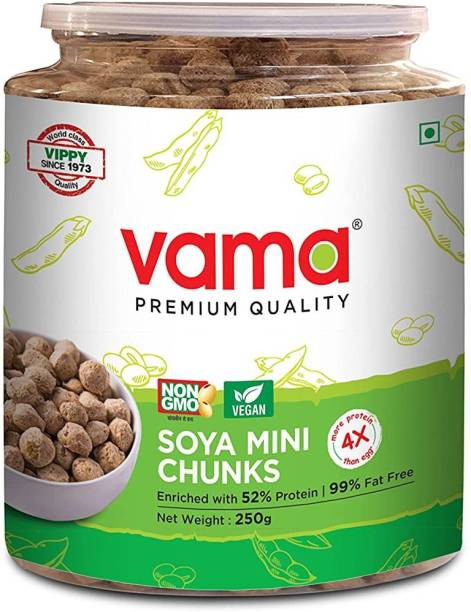 World class
VIPPY
SINCE 1973
Quality
vama®
PREMIUM QUALITY
NON
GMO
VEGAN
SOYA MINI
CHUNKS
more protein
4X
than egg
Enriched with 52% Protein | 99% Fat Free
Net Weight : 250g